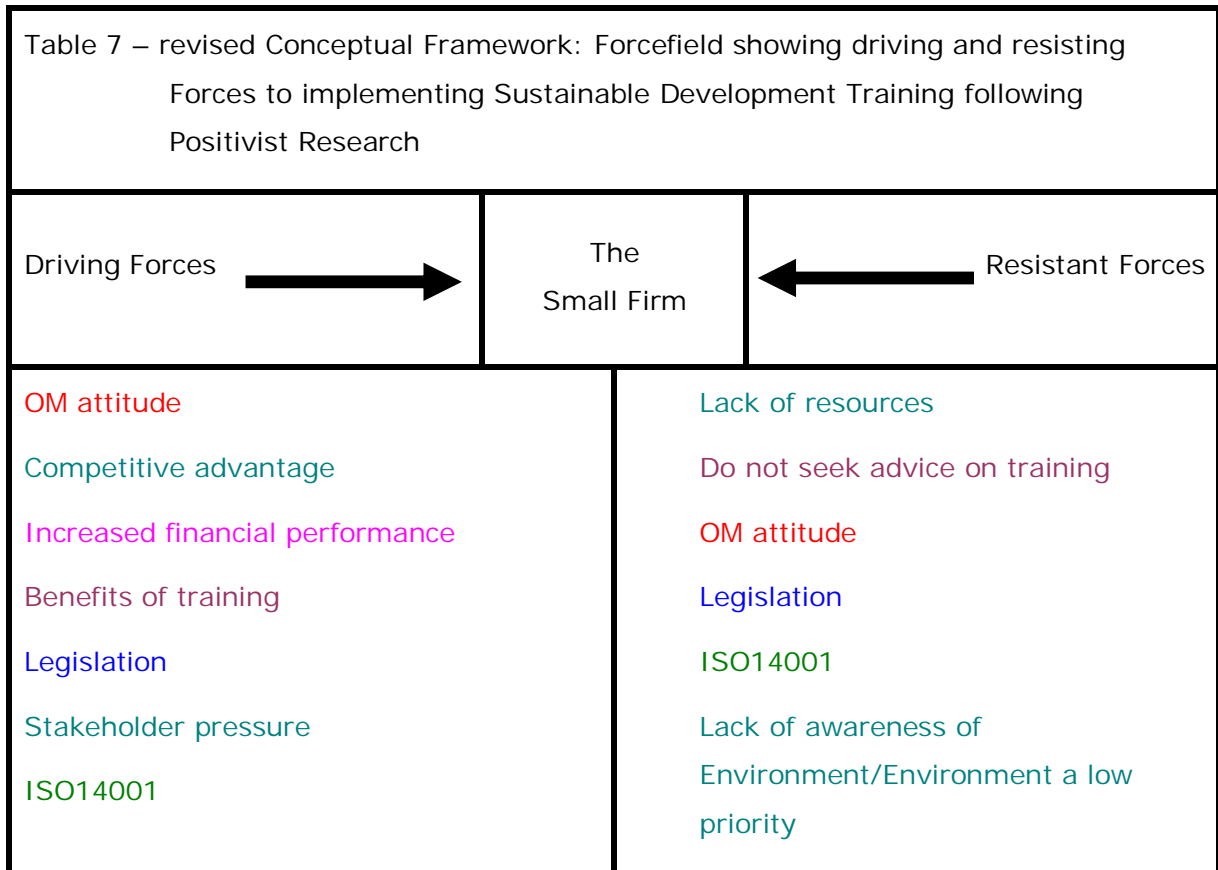 Table 7 – revised Conceptual Framework: Forcefield showing driving and resisting
Forces to implementing Sustainable Development Training following
Positivist Research
Driving Forces
The
Small Firm
Resistant Forces
OM attitude
Competitive advantage
Increased financial performance
Benefits of training
Legislation
Stakeholder pressure
ISO14001
Lack of resources
Do not seek advice on training
OM attitude
Legislation
ISO14001
Lack of awareness of
Environment/Environment a low
priority